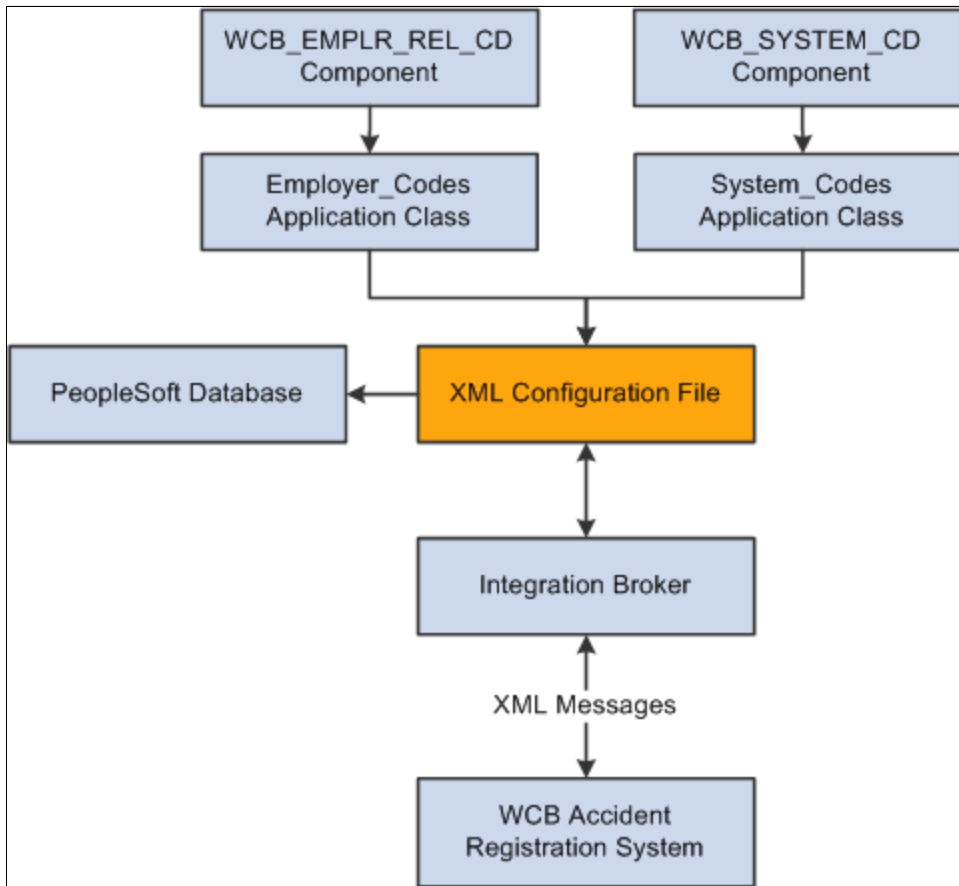 WCB_EMPLR_REL_CD
Component
WCB_SYSTEM_CD
Component
Employer_Codes
Application Class
System_Codes
Application Class
PeopleSoft Database
XML Configuration File
Integration Broker
XML Messages
WCB Accident
Registration System